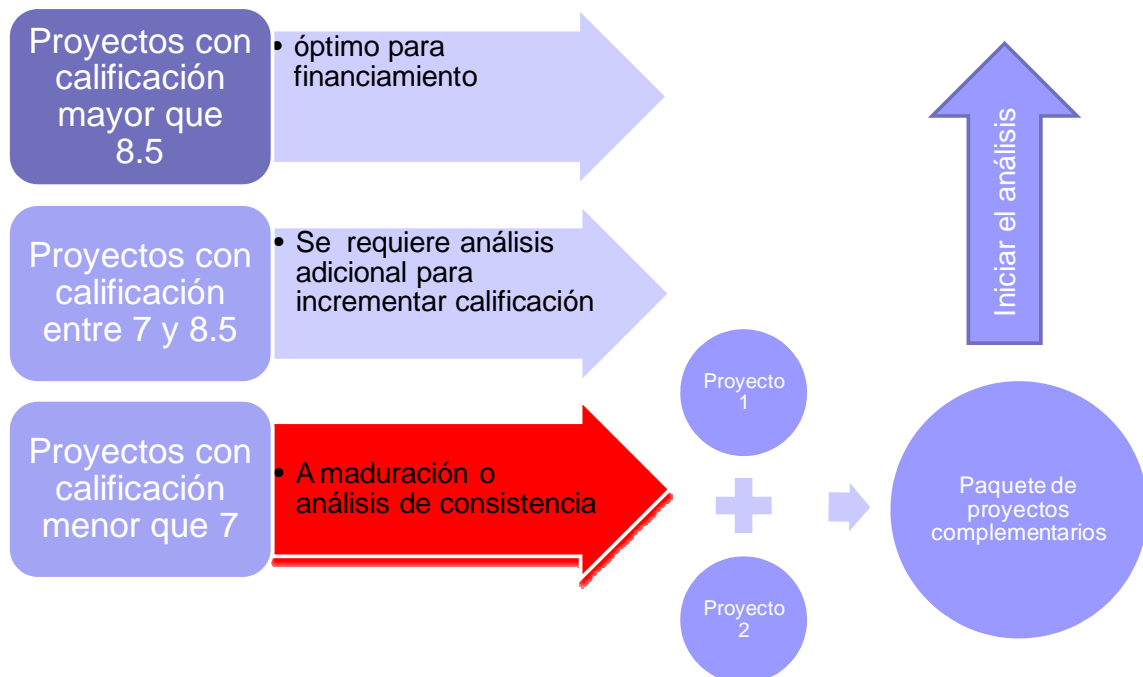 Proyectos con
calificación
mayor que
8.5
• óptimo para
financiamiento
Proyectos con
calificación
entre 7 y 8.5
• Se requiere análisis
adicional para
incrementar calificación
Proyectos con
calificación
menor que 7
• A maduración o
análisis de consistencia
Proyecto
1
Proyecto
2
Paquete de
proyectos
complementarios
Iniciar el análisis